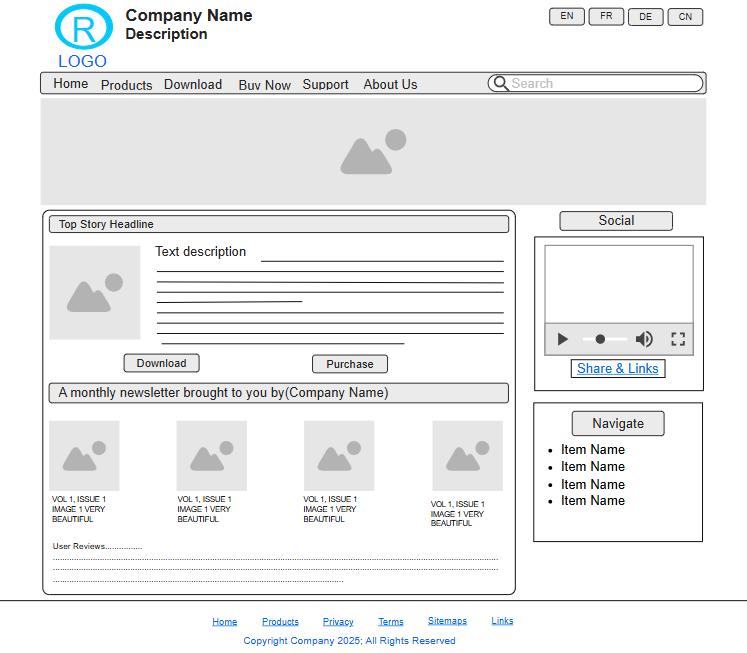 R
LOGO
Company Name
Description
EN FR DE CN
Home Products Download Buy Now Support About Us Search
Top Story Headline
Text description
Download Purchase
A monthly newsletter brought to you by(Company Name)
VOL 1, ISSUE 1
IMAGE 1 VERY
BEAUTIFUL
VOL 1, ISSUE 1
IMAGE 1 VERY
BEAUTIFUL
VOL 1, ISSUE 1
IMAGE 1 VERY
BEAUTIFUL
VOL 1, ISSUE 1
IMAGE 1 VERY
BEAUTIFUL
User Reviews...............
Social
Share & Links
Navigate
• Item Name
• Item Name
• Item Name
• Item Name
Home Products Privacy Terms Sitemaps Links
Copyright Company 2025; All Rights Reserved